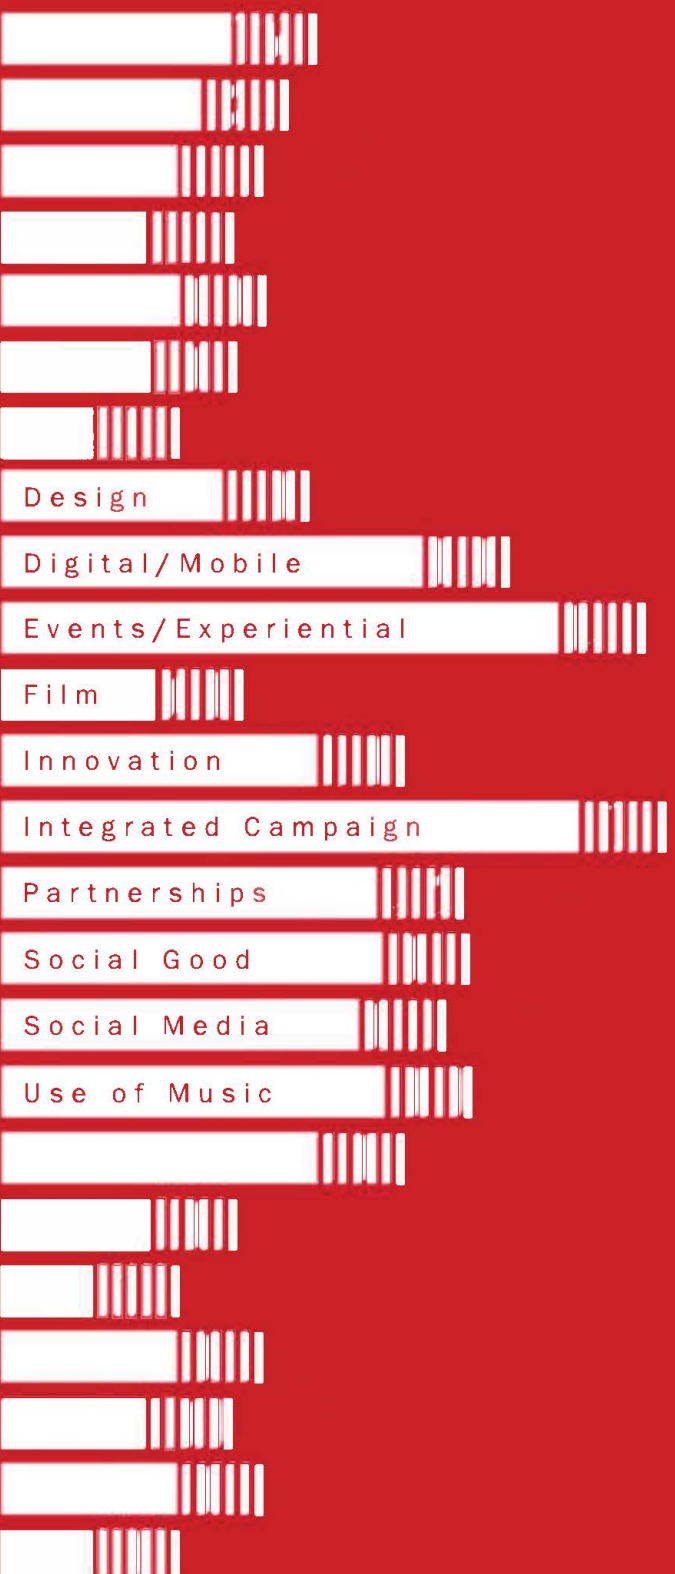 Design
Digital/Mobile
Events/Experiential
Film
Innovation
Integrated Campaign
Partnerships
Social Good
Social Media
Use of Music